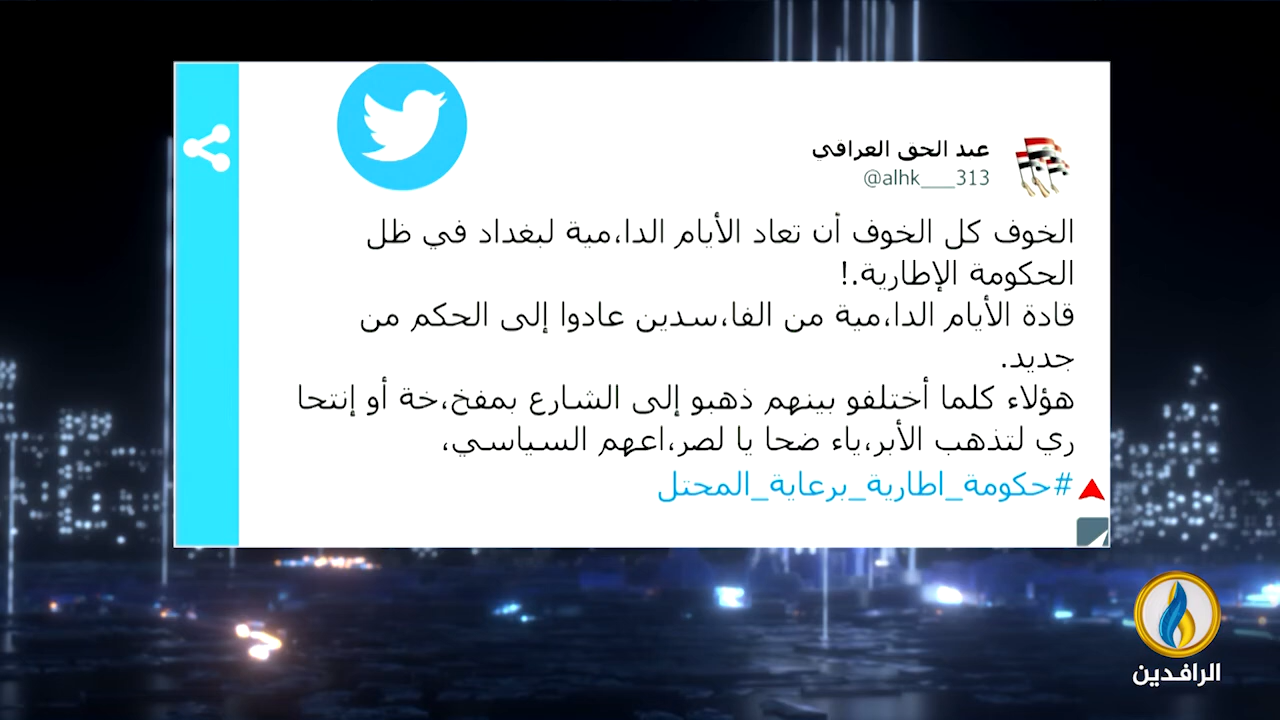 عبد الحق العراقي
@alhk___313
الخوف كل الخوف أن تعاد الأيام الدا،مية لبغداد في ظل
الحكومة الإطارية.!
قادة الأيام الدا،مية من الفا،سدين عادوا إلى الحكم من
جديد.
هؤلاء كلما أختلفو بينهم ذهبو إلى الشارع بمفخ،خة أو إنتحا
ري لتذهب الأبر،ياء ضحا يا لصر،اعهم السياسي،
#حكومة_اطارية_برعاية_المحتل
الرافدين